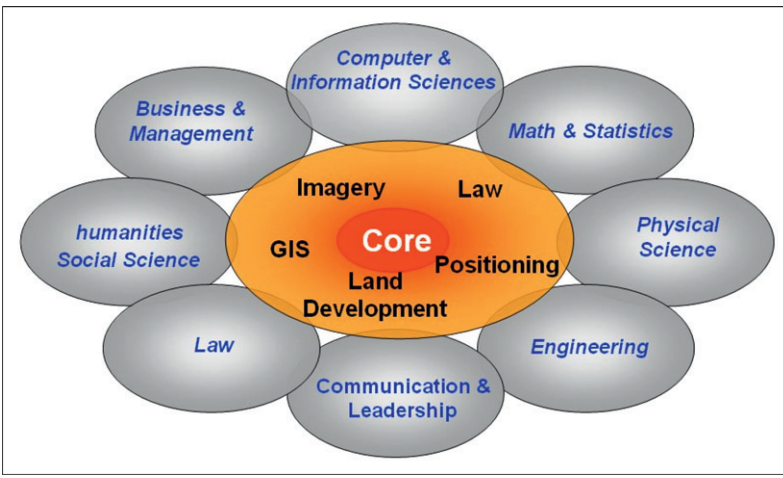 Computer &
Information Sciences
Business &
Management
Math & Statistics
Imagery
Law
humanities
Social Science
GIS
Core
Positioning
Physical
Science
Land
Development
Law
Engineering
Communication &
Leadership